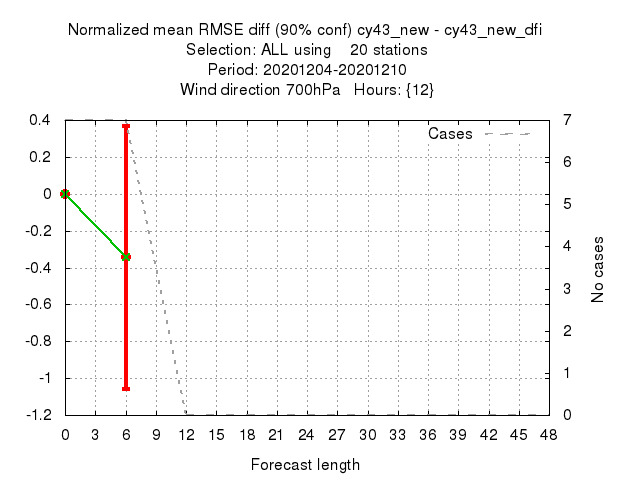 Normalized mean RMSE diff (90% conf) cy43_new - cy43_new_dfi
Selection: ALL using    20 stations
Period: 20201204-20201210
Wind direction 700hPa   Hours: {12}
Cases
0.4
0.2
0
-0.2
-0.4
-0.6
-0.8
-1
-1.2
7
6
5
4
3
2
1
0
No cases
0 3 6 9 12 15 18 21 24 27 30 33 36 39 42 45 48
Forecast length